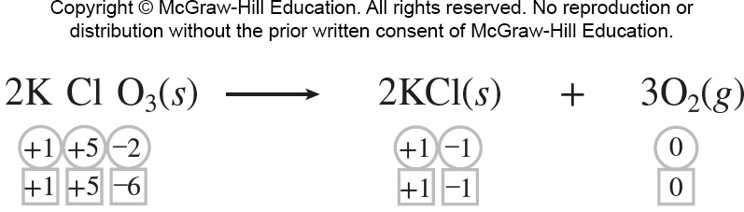 Copyright © McGraw-Hill Education. All rights reserved. No reproduction or
distribution without the prior written consent of McGraw-Hill Education.
2K Cl O₃(s) ⟶ 2KCl(s) + 3O₂(g)
+1 +5 −2 +1 −1 0
+1 +5 −6 +1 −1 0